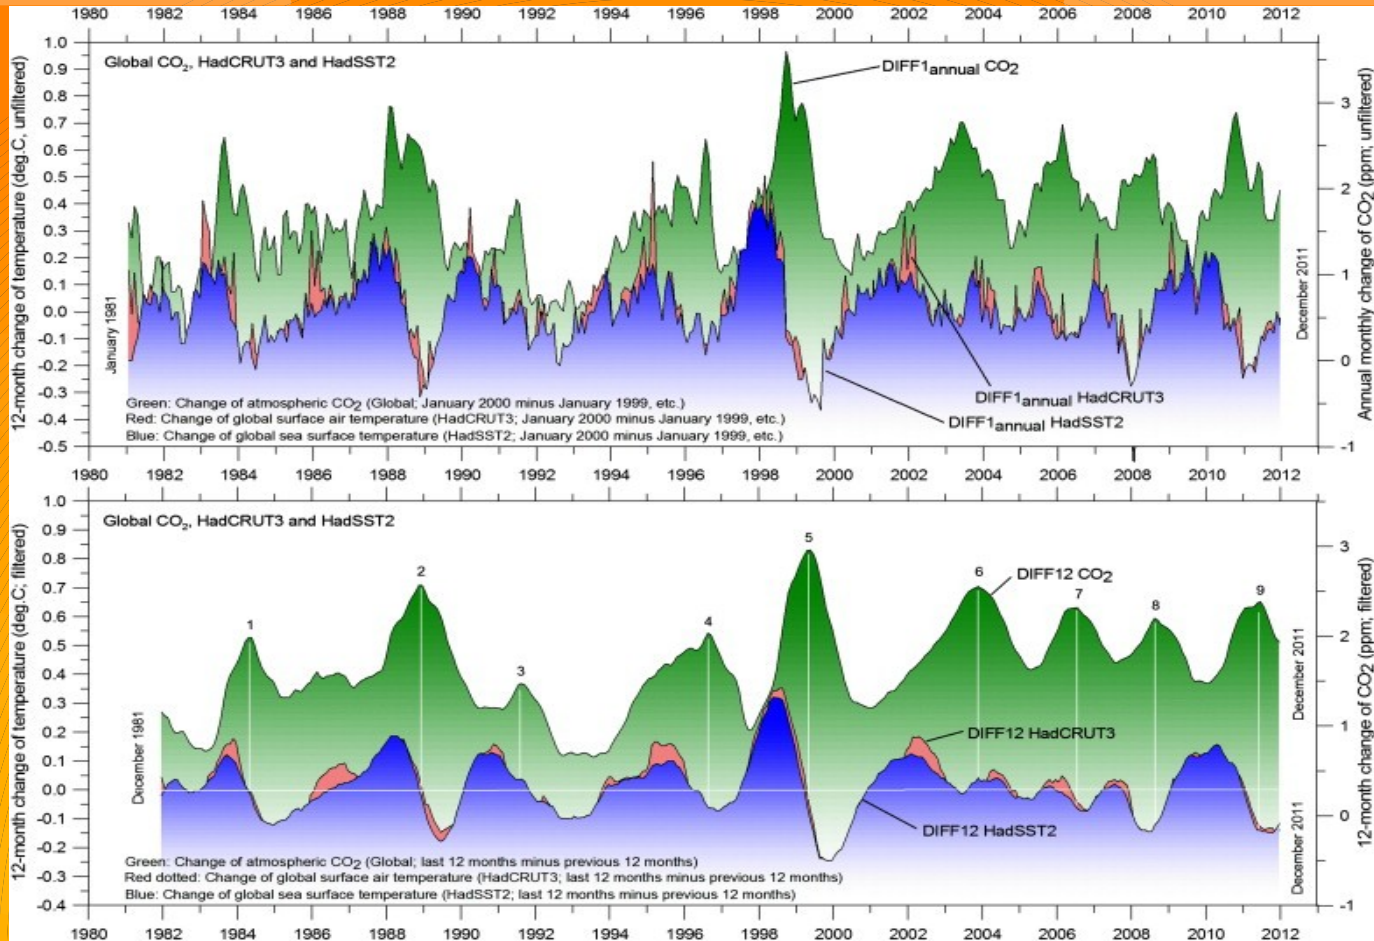 1980 1982 1984 1986 1988 1990 1992 1994 1996 1998 2000 2002 2004 2006 2008 2010 2012
12-month change of temperature (deg.C, unfiltered)
1.0
0.9
0.8
0.7
0.6
0.5
0.4
0.3
0.2
0.1
0.0
-0.1
-0.2
-0.3
-0.4
-0.5
Global CO₂, HadCRUT3 and HadSST2
DIFF1annual CO₂
January 1981
December 2011
DIFF1annual HadCRUT3
DIFF1annual HadSST2
Green: Change of atmospheric CO₂ (Global; January 2000 minus January 1999, etc.)
Red: Change of global surface air temperature (HadCRUT3; January 2000 minus January 1999, etc.)
Blue: Change of global sea surface temperature (HadSST2; January 2000 minus January 1999, etc.)
3
2
1
0
-1
Annual monthly change of CO₂ (ppm; unfiltered)
1980 1982 1984 1986 1988 1990 1992 1994 1996 1998 2000 2002 2004 2006 2008 2010 2012
12-month change of temperature (deg.C; filtered)
1.0
0.9
0.8
0.7
0.6
0.5
0.4
0.3
0.2
0.1
0.0
-0.1
-0.2
-0.3
-0.4
Global CO₂, HadCRUT3 and HadSST2
1 2 3 4 5 6 7 8 9
DIFF12 CO₂
December 1981
December 2011
DIFF12 HadCRUT3
DIFF12 HadSST2
December 2011
Green: Change of atmospheric CO₂ (Global; last 12 months minus previous 12 months)
Red dotted: Change of global surface air temperature (HadCRUT3; last 12 months minus previous 12 months)
Blue: Change of global sea surface temperature (HadSST2; last 12 months minus previous 12 months)
3
2
1
0
-1
12-month change of CO₂ (ppm; filtered)
1980 1982 1984 1986 1988 1990 1992 1994 1996 1998 2000 2002 2004 2006 2008 2010 2012